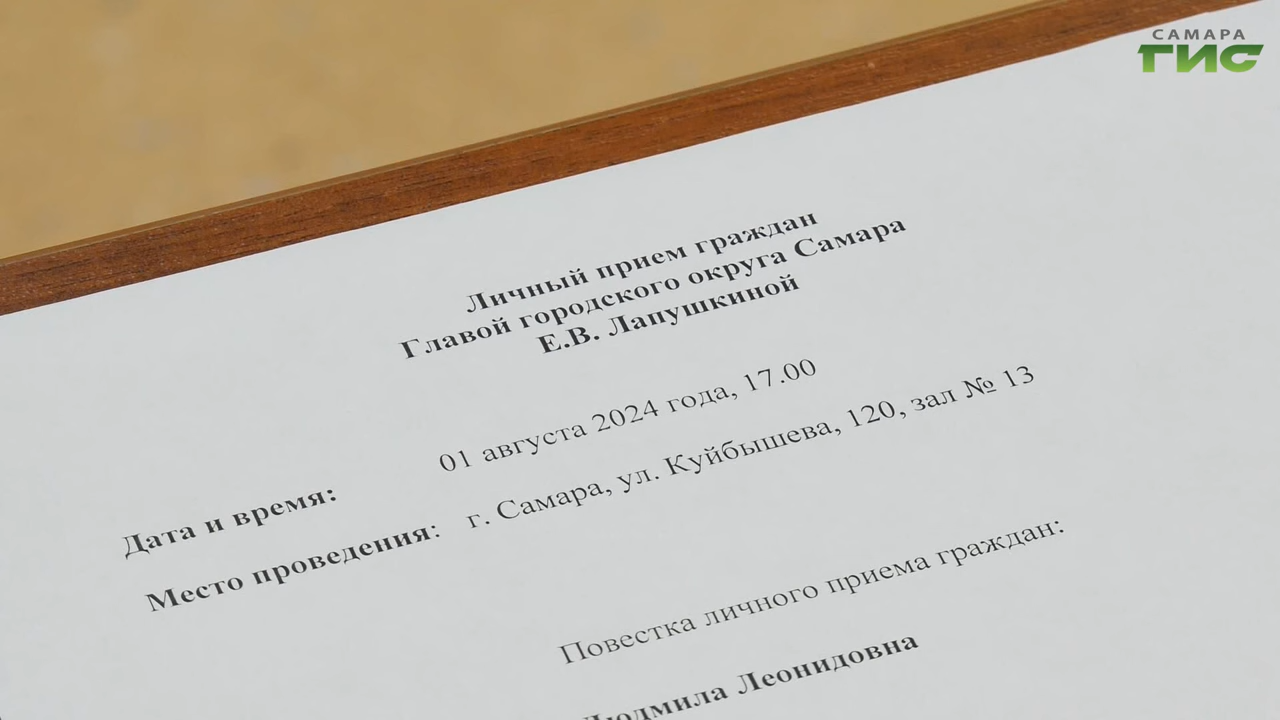 САМАРА
ГИС
Личный прием граждан
Главой городского округа Самара
Е.В. Лапушкиной
Дата и время: 01 августа 2024 года, 17.00
Место проведения: г. Самара, ул. Куйбышева, 120, зал № 13
Повестка личного приема граждан:
Людмила Леонидовна